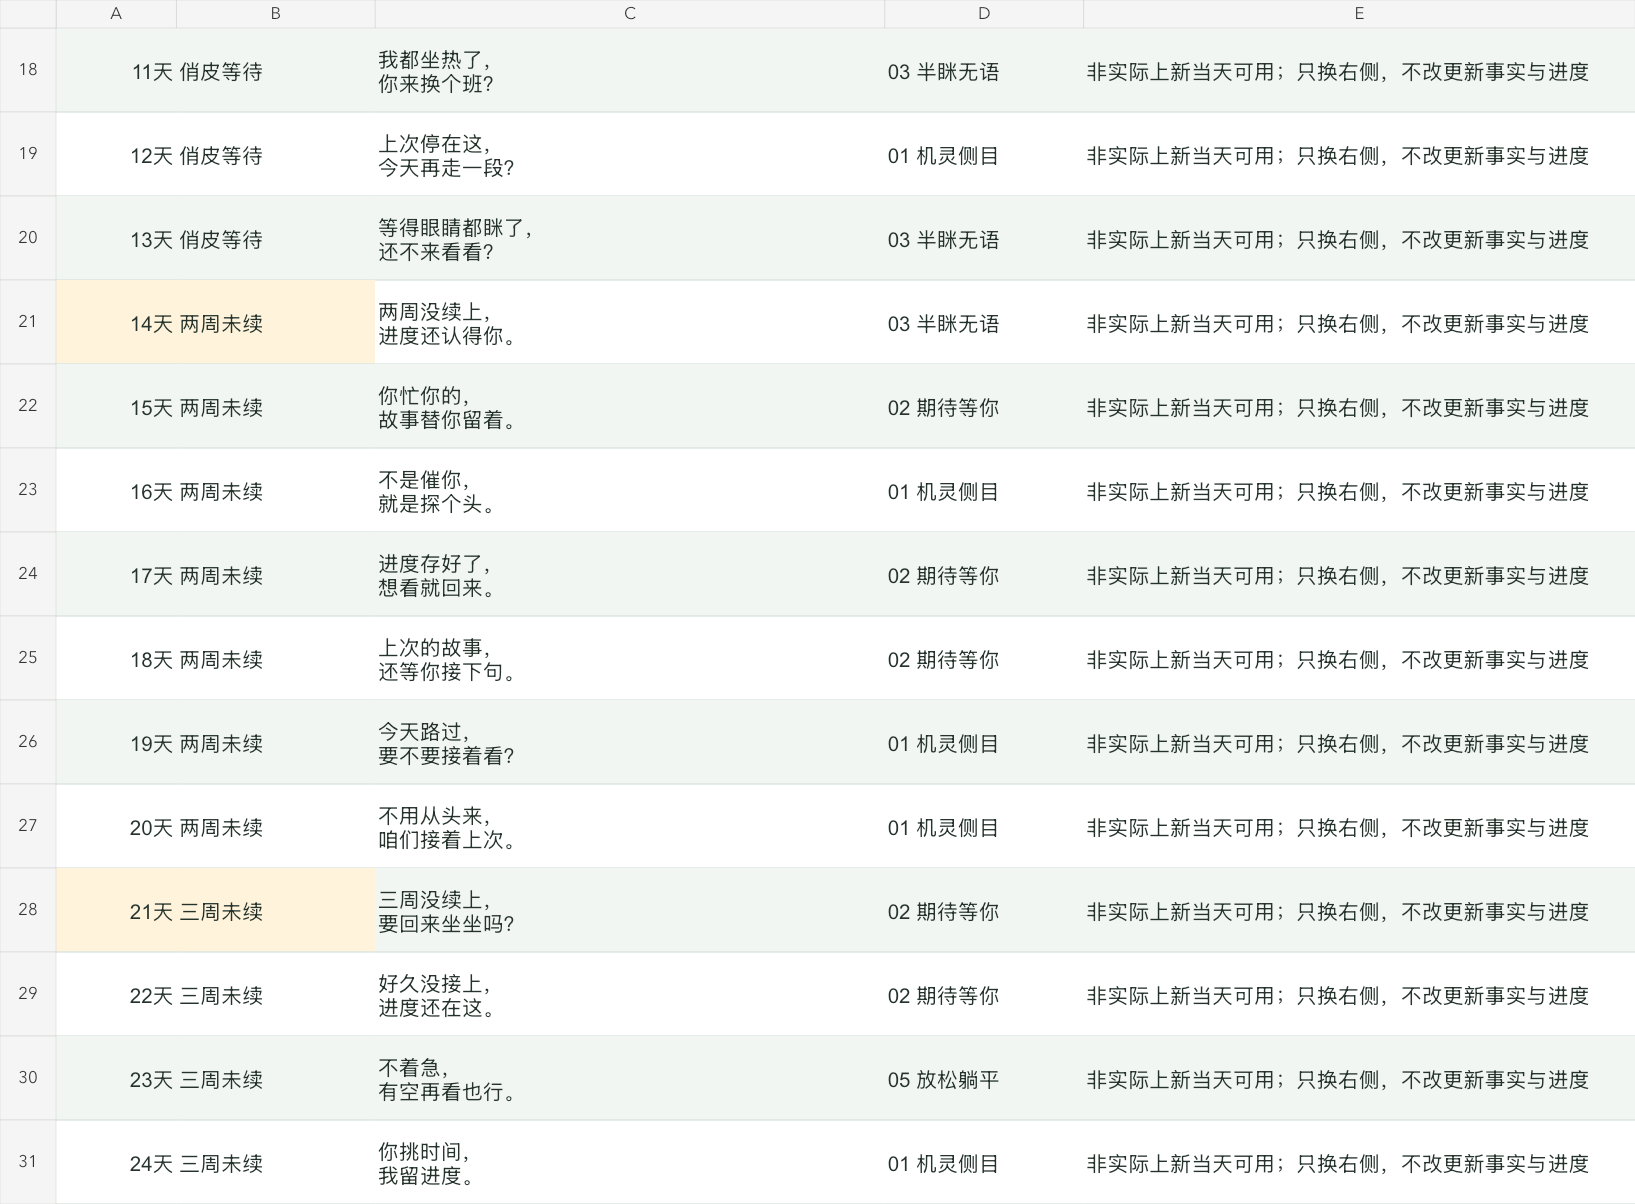 A B C D E
18 11天 俏皮等待 我都坐热了，
你来换个班？ 03 半眯无语 非实际上新当天可用；只换右侧，不改更新事实与进度
19 12天 俏皮等待 上次停在这，
今天再走一段？ 01 机灵侧目 非实际上新当天可用；只换右侧，不改更新事实与进度
20 13天 俏皮等待 等得眼睛都眯了，
还不来看看？ 03 半眯无语 非实际上新当天可用；只换右侧，不改更新事实与进度
21 14天 两周未续 两周没续上，
进度还认得你。 03 半眯无语 非实际上新当天可用；只换右侧，不改更新事实与进度
22 15天 两周未续 你忙你的，
故事替你留着。 02 期待等你 非实际上新当天可用；只换右侧，不改更新事实与进度
23 16天 两周未续 不是催你，
就是探个头。 01 机灵侧目 非实际上新当天可用；只换右侧，不改更新事实与进度
24 17天 两周未续 进度存好了，
想看就回来。 02 期待等你 非实际上新当天可用；只换右侧，不改更新事实与进度
25 18天 两周未续 上次的故事，
还等你接下句。 02 期待等你 非实际上新当天可用；只换右侧，不改更新事实与进度
26 19天 两周未续 今天路过，
要不要接着看？ 01 机灵侧目 非实际上新当天可用；只换右侧，不改更新事实与进度
27 20天 两周未续 不用从头来，
咱们接着上次。 01 机灵侧目 非实际上新当天可用；只换右侧，不改更新事实与进度
28 21天 三周未续 三周没续上，
要回来坐坐吗？ 02 期待等你 非实际上新当天可用；只换右侧，不改更新事实与进度
29 22天 三周未续 好久没接上，
进度还在这。 02 期待等你 非实际上新当天可用；只换右侧，不改更新事实与进度
30 23天 三周未续 不着急，
有空再看也行。 05 放松躺平 非实际上新当天可用；只换右侧，不改更新事实与进度
31 24天 三周未续 你挑时间，
我留进度。 01 机灵侧目 非实际上新当天可用；只换右侧，不改更新事实与进度